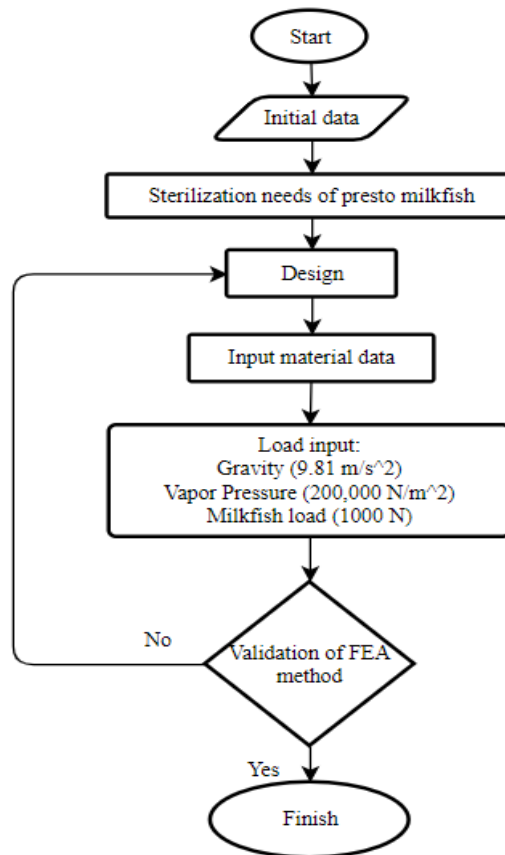 Start
Initial data
Sterilization needs of presto milkfish
Design
Input material data
Load input:
Gravity (9.81 m/s^2)
Vapor Pressure (200,000 N/m^2)
Milkfish load (1000 N)
No
Validation of FEA
method
Yes
Finish